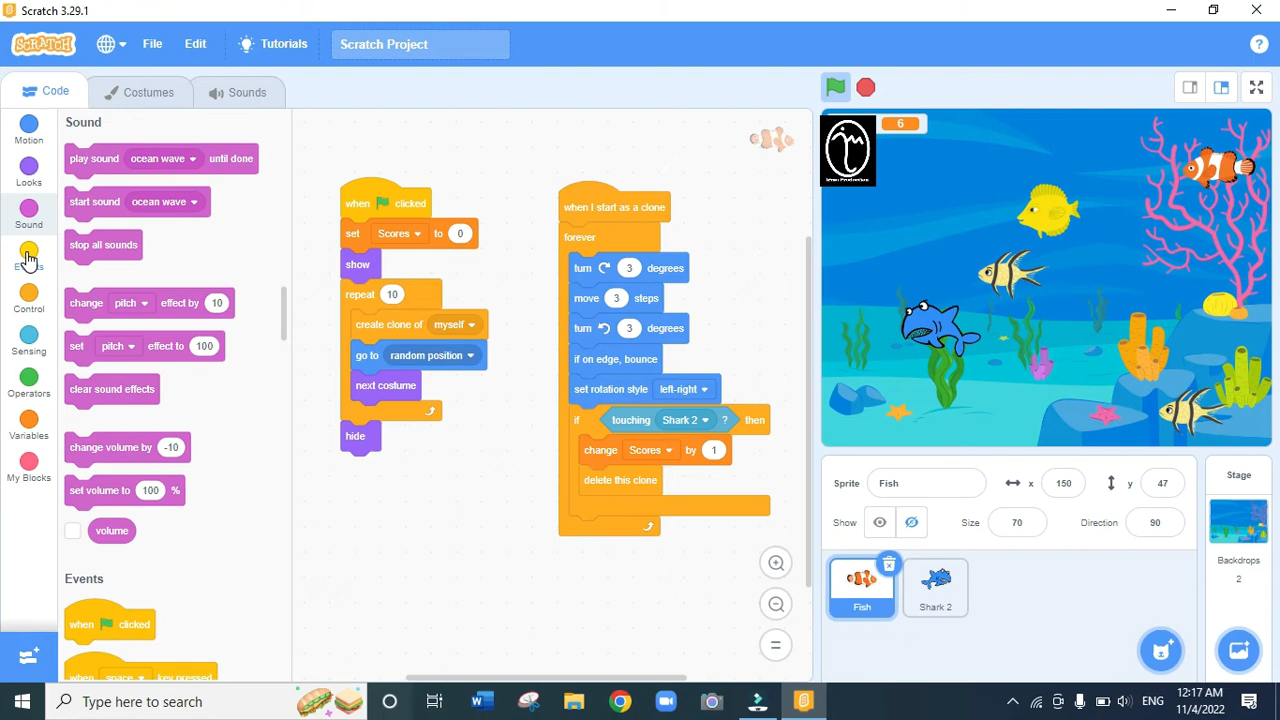 Scratch 3.29.1
SCRATCH
File
Edit
Tutorials
Scratch Project
?
Code
Costumes
Sounds
Motion
Looks
Sound
Control
Sensing
Operators
Variables
My Blocks
Sound
play sound ocean wave until done
start sound ocean wave
stop all sounds
change pitch effect by 10
set pitch effect to 100
clear sound effects
change volume by -10
set volume to 100 %
volume
Events
when clicked
when space key pressed
when clicked
set Scores to 0
show
repeat 10
create clone of myself
go to random position
next costume
hide
when I start as a clone
forever
turn 3 degrees
move 3 steps
turn 3 degrees
if on edge, bounce
set rotation style left-right
if touching Shark 2 ? then
change Scores by 1
delete this clone
6
Sprite Fish x 150 y 47
Show Size 70 Direction 90
Fish
Shark 2
Stage
Backdrops
2
Type here to search
ENG
12:17 AM
11/4/2022